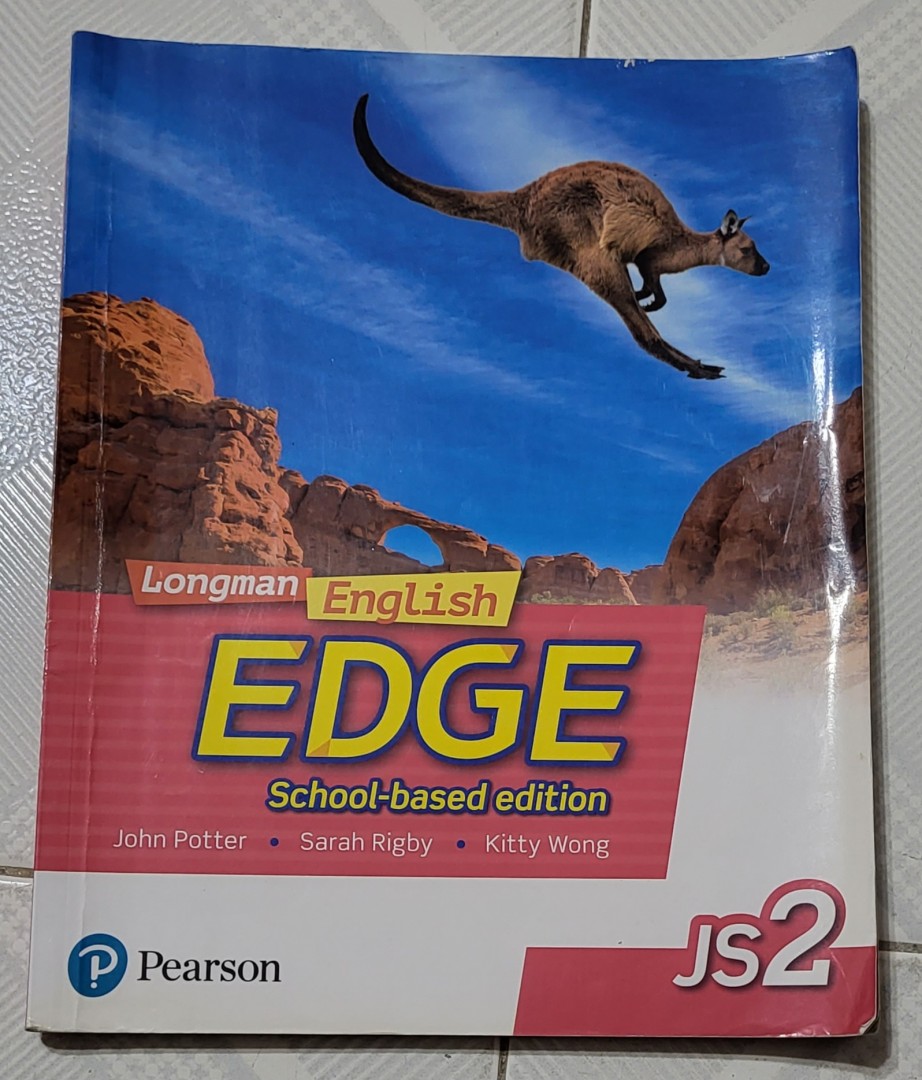 Longman English
EDGE
School-based edition
John Potter • Sarah Rigby • Kitty Wong
JS2
Pearson